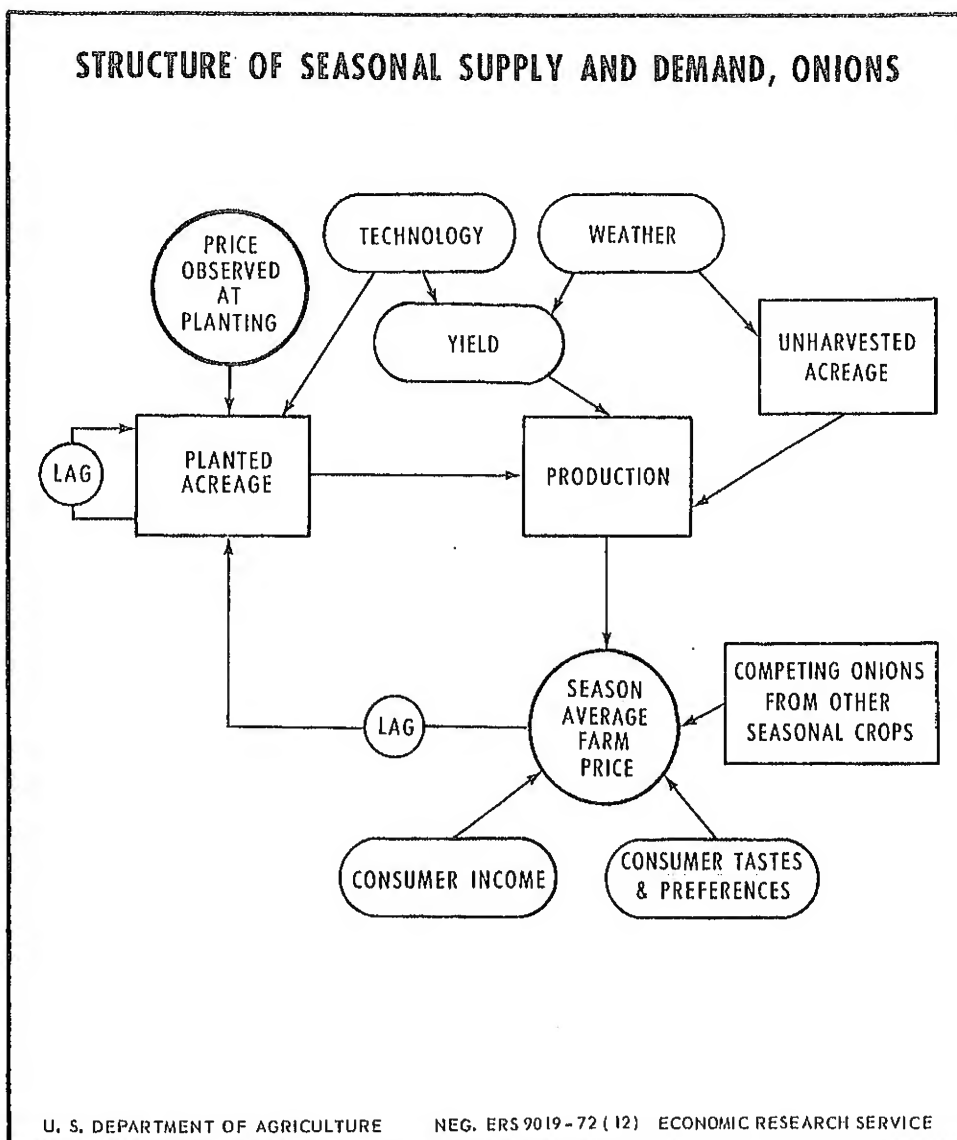 STRUCTURE OF SEASONAL SUPPLY AND DEMAND, ONIONS
PRICE
OBSERVED
AT
PLANTING
TECHNOLOGY
WEATHER
YIELD
UNHARVESTED
ACREAGE
LAG
PLANTED
ACREAGE
PRODUCTION
LAG
SEASON
AVERAGE
FARM
PRICE
COMPETING ONIONS
FROM OTHER
SEASONAL CROPS
CONSUMER INCOME
CONSUMER TASTES
& PREFERENCES
U. S. DEPARTMENT OF AGRICULTURE NEG. ERS 9019-72 (12) ECONOMIC RESEARCH SERVICE